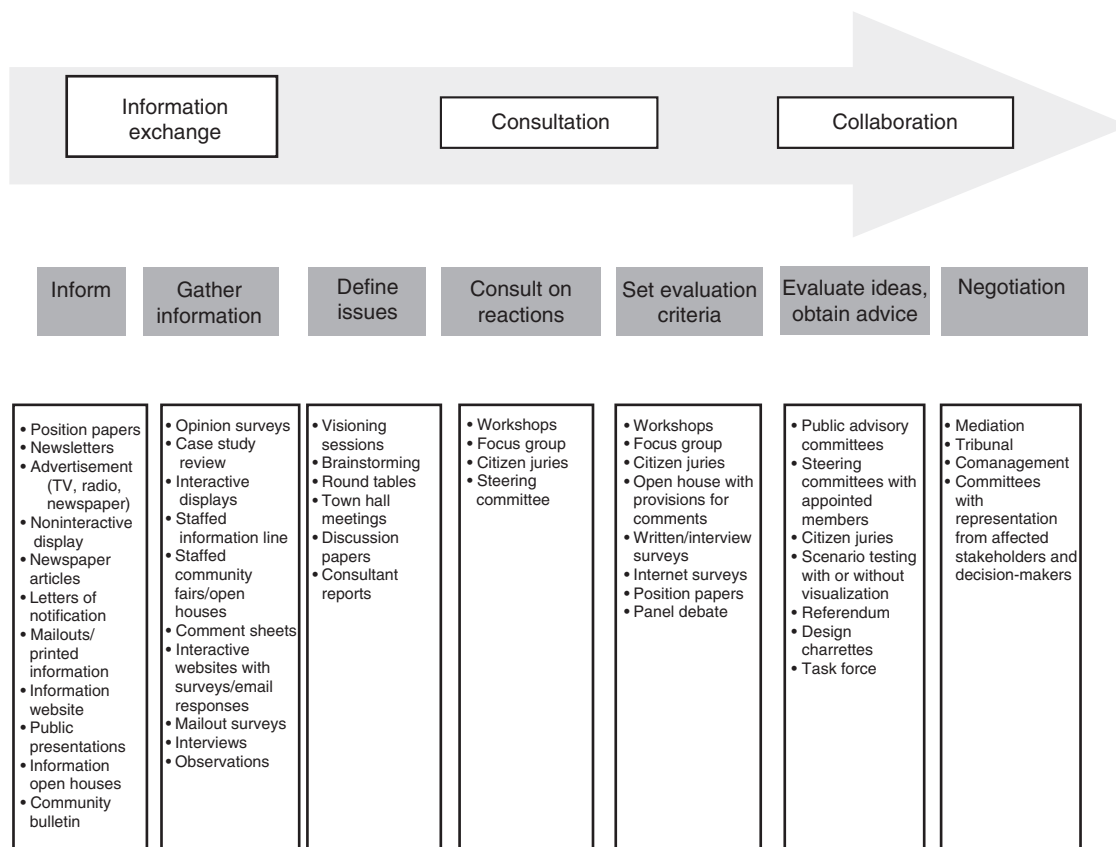 Information
exchange
Consultation
Collaboration
Inform
Gather
information
Define
issues
Consult on
reactions
Set evaluation
criteria
Evaluate ideas,
obtain advice
Negotiation
• Position papers
• Newsletters
• Advertisement
(TV, radio,
newspaper)
• Noninteractive
display
• Newspaper
articles
• Letters of
notification
• Mailouts/
printed
information
• Information
website
• Public
presentations
• Information
open houses
• Community
bulletin
• Opinion surveys
• Case study
review
• Interactive
displays
• Staffed
information line
• Staffed
community
fairs/open
houses
• Comment sheets
• Interactive
websites with
surveys/email
responses
• Mailout surveys
• Interviews
• Observations
• Visioning
sessions
• Brainstorming
• Round tables
• Town hall
meetings
• Discussion
papers
• Consultant
reports
• Workshops
• Focus group
• Citizen juries
• Steering
committee
• Workshops
• Focus group
• Citizen juries
• Open house with
provisions for
comments
• Written/interview
surveys
• Internet surveys
• Position papers
• Panel debate
• Public advisory
committees
• Steering
committees with
appointed
members
• Citizen juries
• Scenario testing
with or without
visualization
• Referendum
• Design
charrettes
• Task force
• Mediation
• Tribunal
• Comanagement
• Committees
with
representation
from affected
stakeholders and
decision-makers